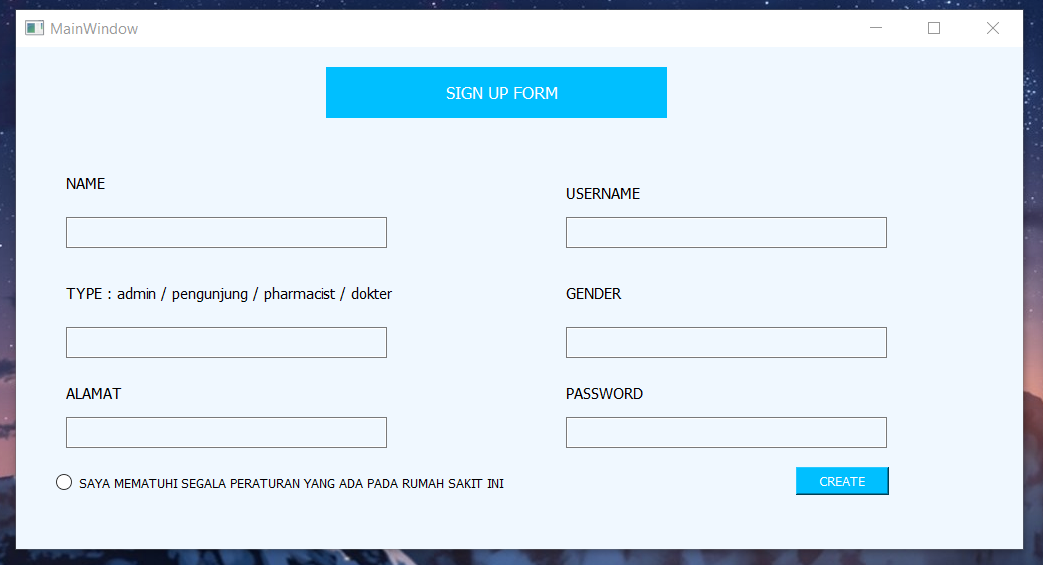 MainWindow
SIGN UP FORM
NAME
USERNAME
TYPE : admin / pengunjung / pharmacist / dokter
GENDER
ALAMAT
PASSWORD
SAYA MEMATUHI SEGALA PERATURAN YANG ADA PADA RUMAH SAKIT INI
CREATE